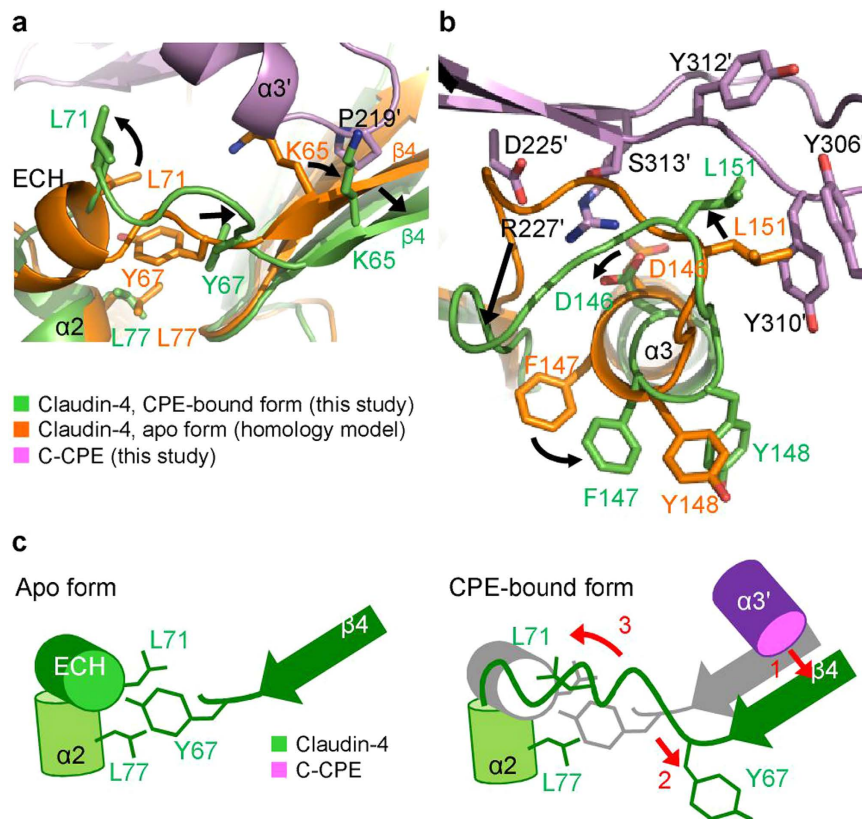 a
α3'
L71
P219'
ECH
L71
K65
β4
Y67
Y67
K65
β4
α2
L77
L77
Claudin-4, CPE-bound form (this study)
Claudin-4, apo form (homology model)
C-CPE (this study)
b
Y312'
D225'
S313'
L151
Y306'
R227'
L151
D146
D146
α3
Y310'
F147
Y148
F147
Y148
c
Apo form
L71
β4
ECH
α2
L77
Y67
Claudin-4
C-CPE
CPE-bound form
α3'
L71
3
1
β4
α2
2
L77
Y67